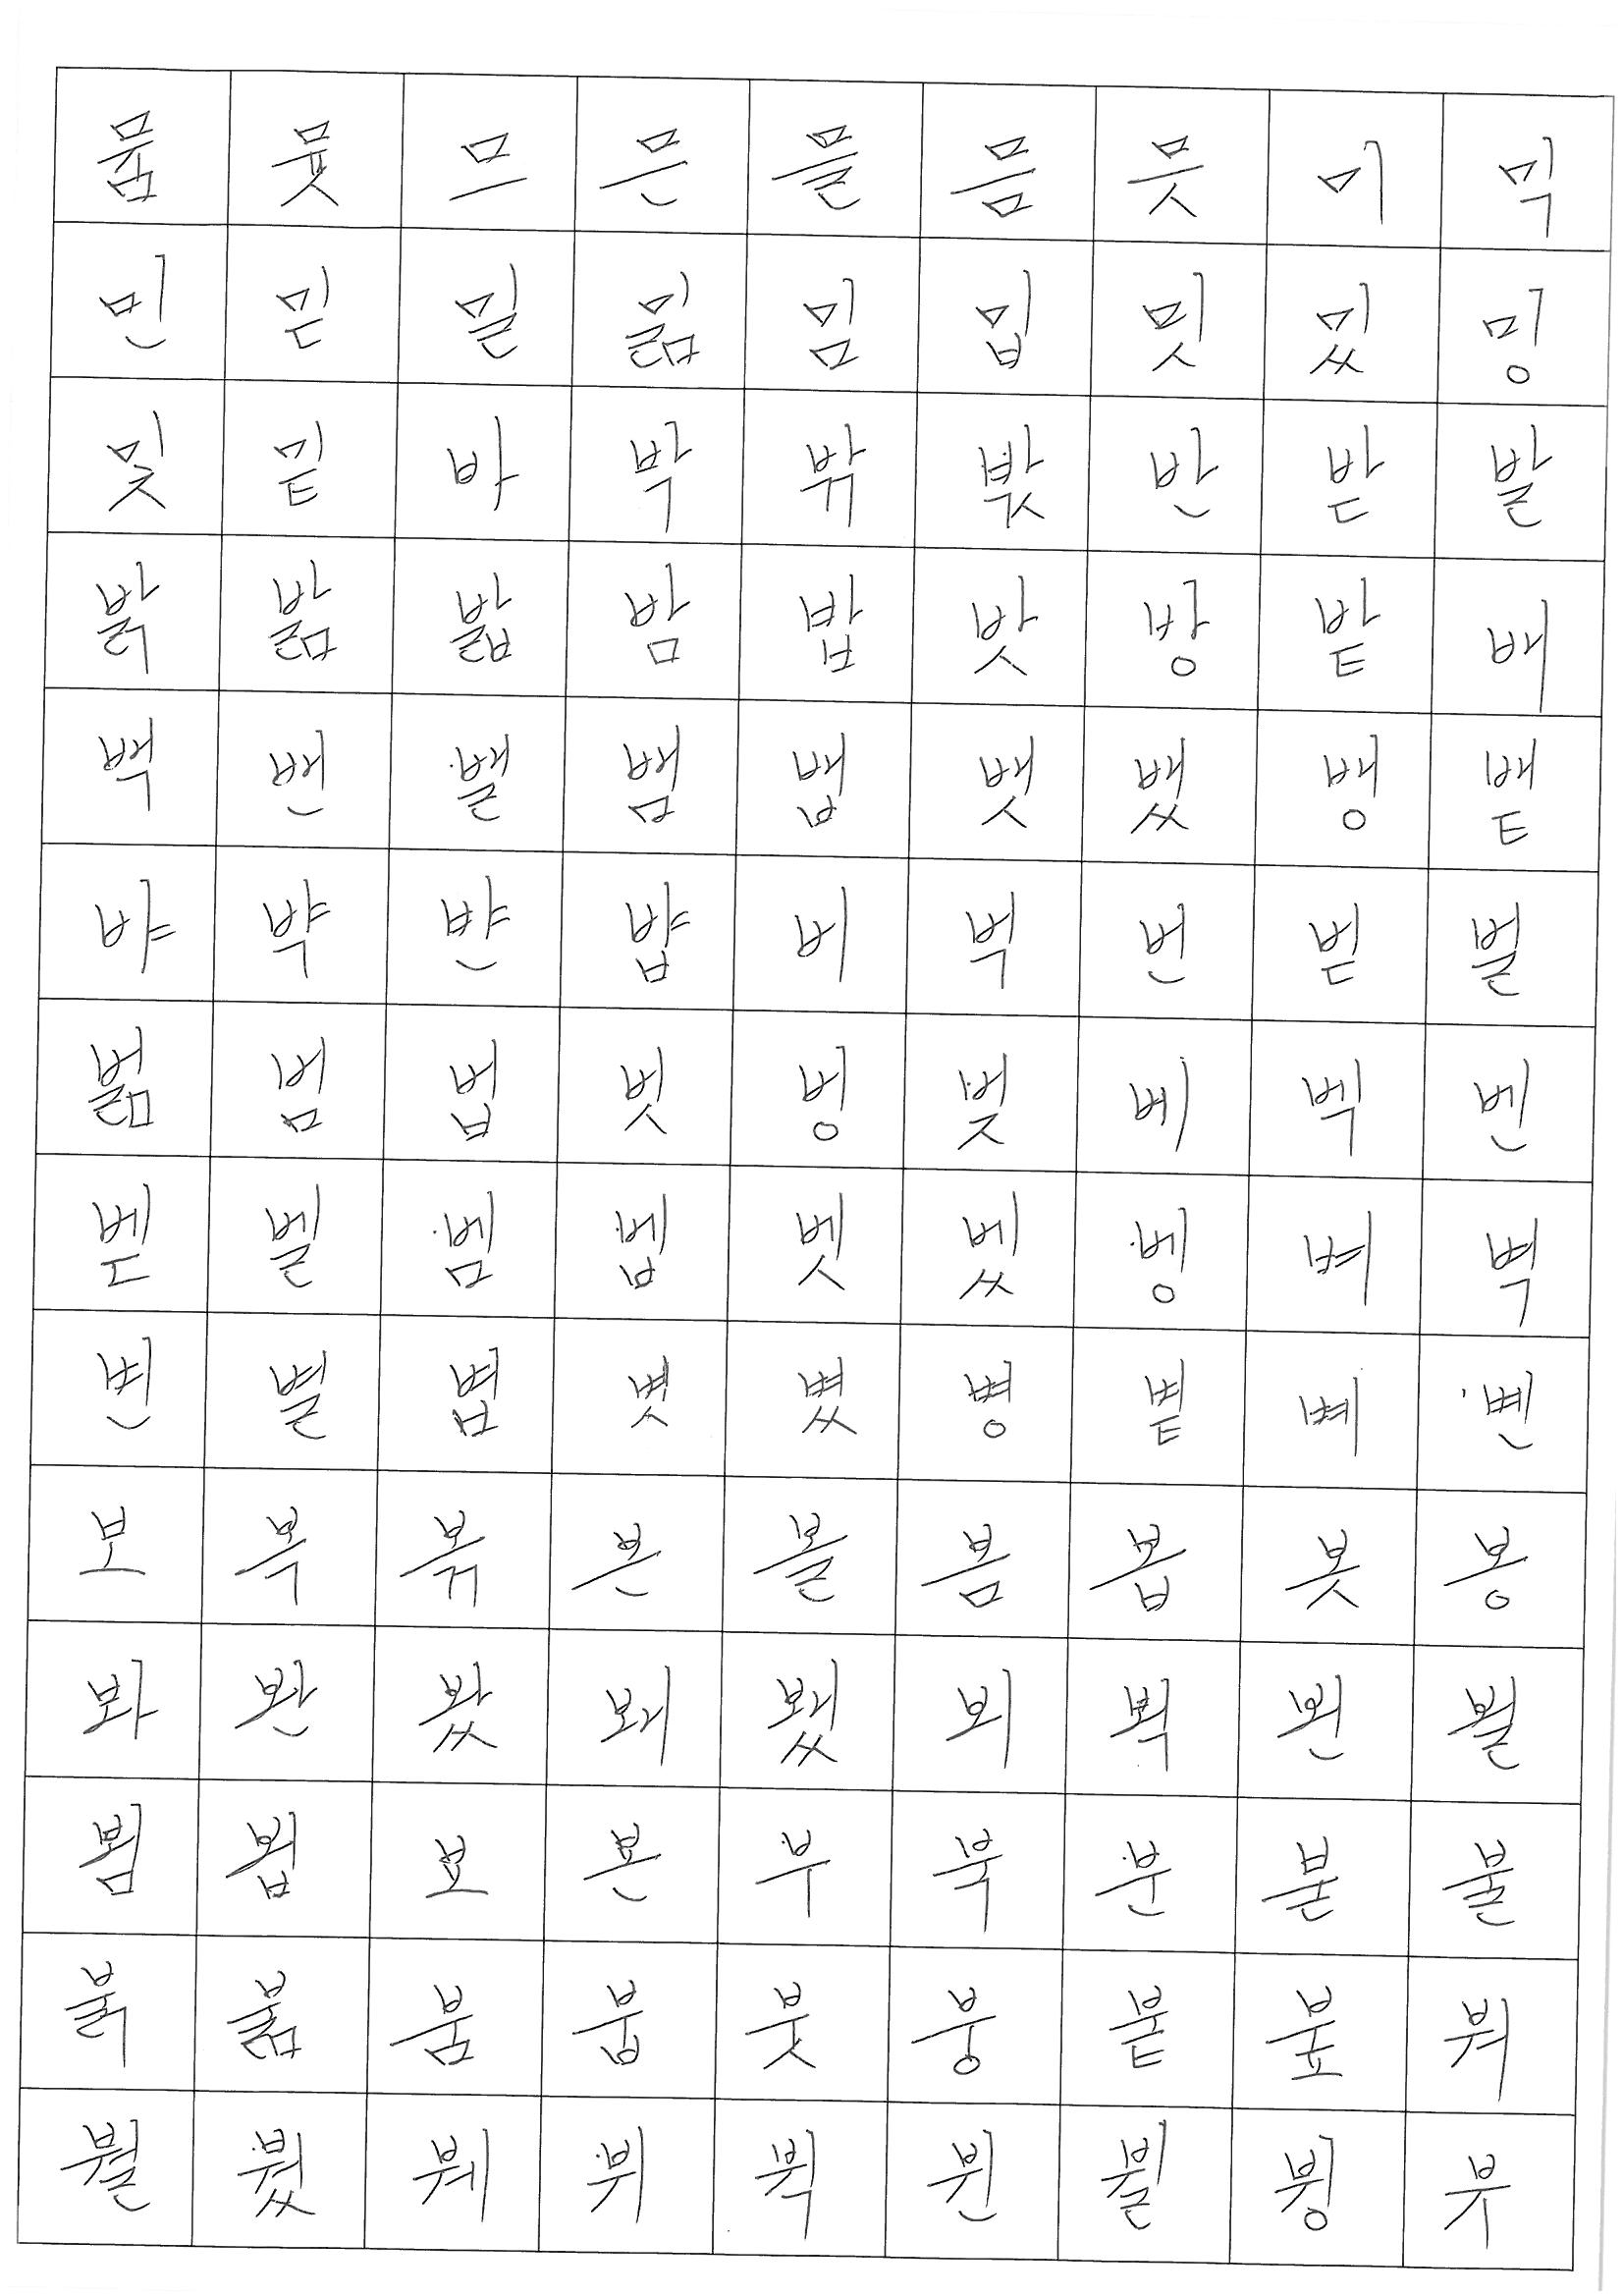 뮴 뮷 므 믄 믈 믐 믓 미 믹
민 믿 밀 밂 밈 밉 밋 밌 밍
및 밑 바 박 밖 밗 반 받 발
밝 밞 밟 밤 밥 밧 방 밭 배
백 밴 밸 뱀 뱁 뱃 뱄 뱅 뱉
뱌 뱍 뱐 뱝 버 벅 번 벋 벌
벎 범 법 벗 벙 벚 베 벡 벤
벧 벨 벰 벱 벳 벴 벵 벼 벽
변 별 볍 볏 볐 병 볕 볘 볜
보 복 볶 본 볼 봄 봅 봇 봉
봐 봔 봤 봬 뵀 뵈 뵉 뵌 뵐
뵘 뵙 뵤 뵨 부 북 분 붇 불
붉 붊 붐 붑 붓 붕 붙 붚 붜
붤 붰 붸 뷔 뷕 뷘 뷜 뷩 뷰